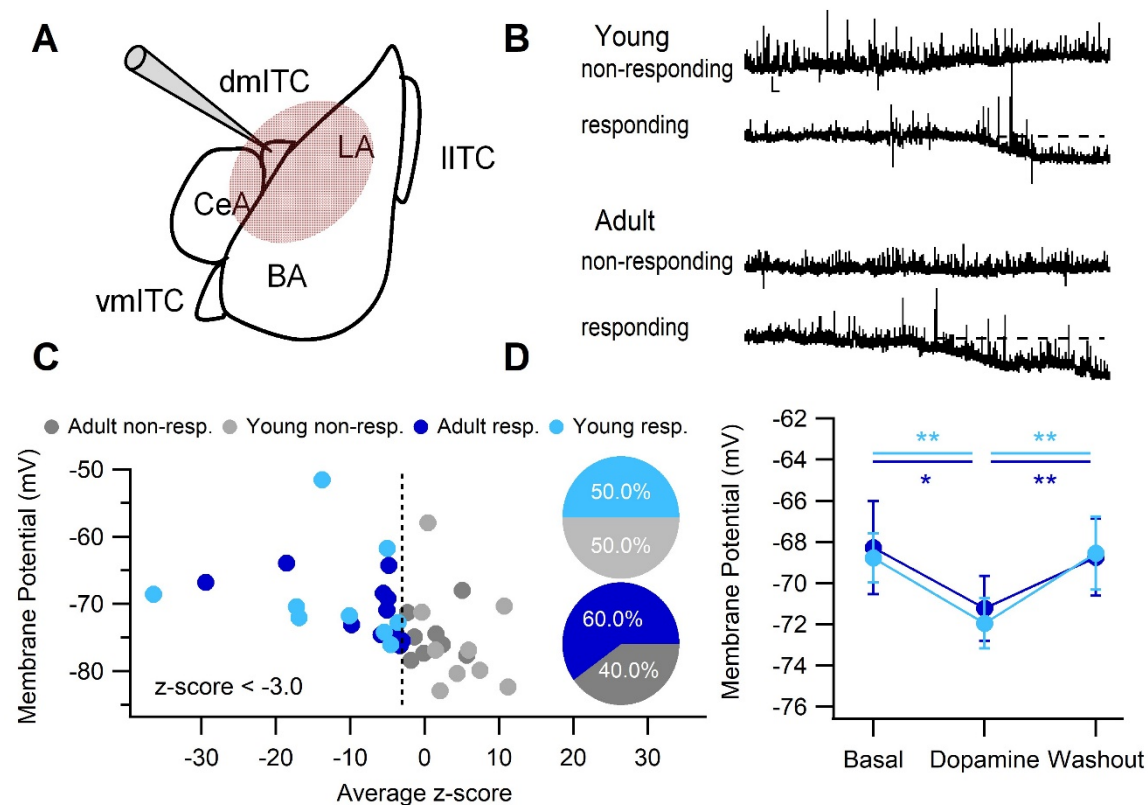 A
dmITC
LA
lITC
CeA
BA
vmITC
B
Young
non-responding
responding
Adult
non-responding
responding
C
Adult non-resp. Young non-resp. Adult resp. Young resp.
Membrane Potential (mV)
-50
-60
-70
-80
z-score < -3.0
50.0%
50.0%
60.0%
40.0%
-30 -20 -10 0 10 20 30
Average z-score
D
Membrane Potential (mV)
-62
-64
-66
-68
-70
-72
-74
-76
** **
* **
Basal Dopamine Washout